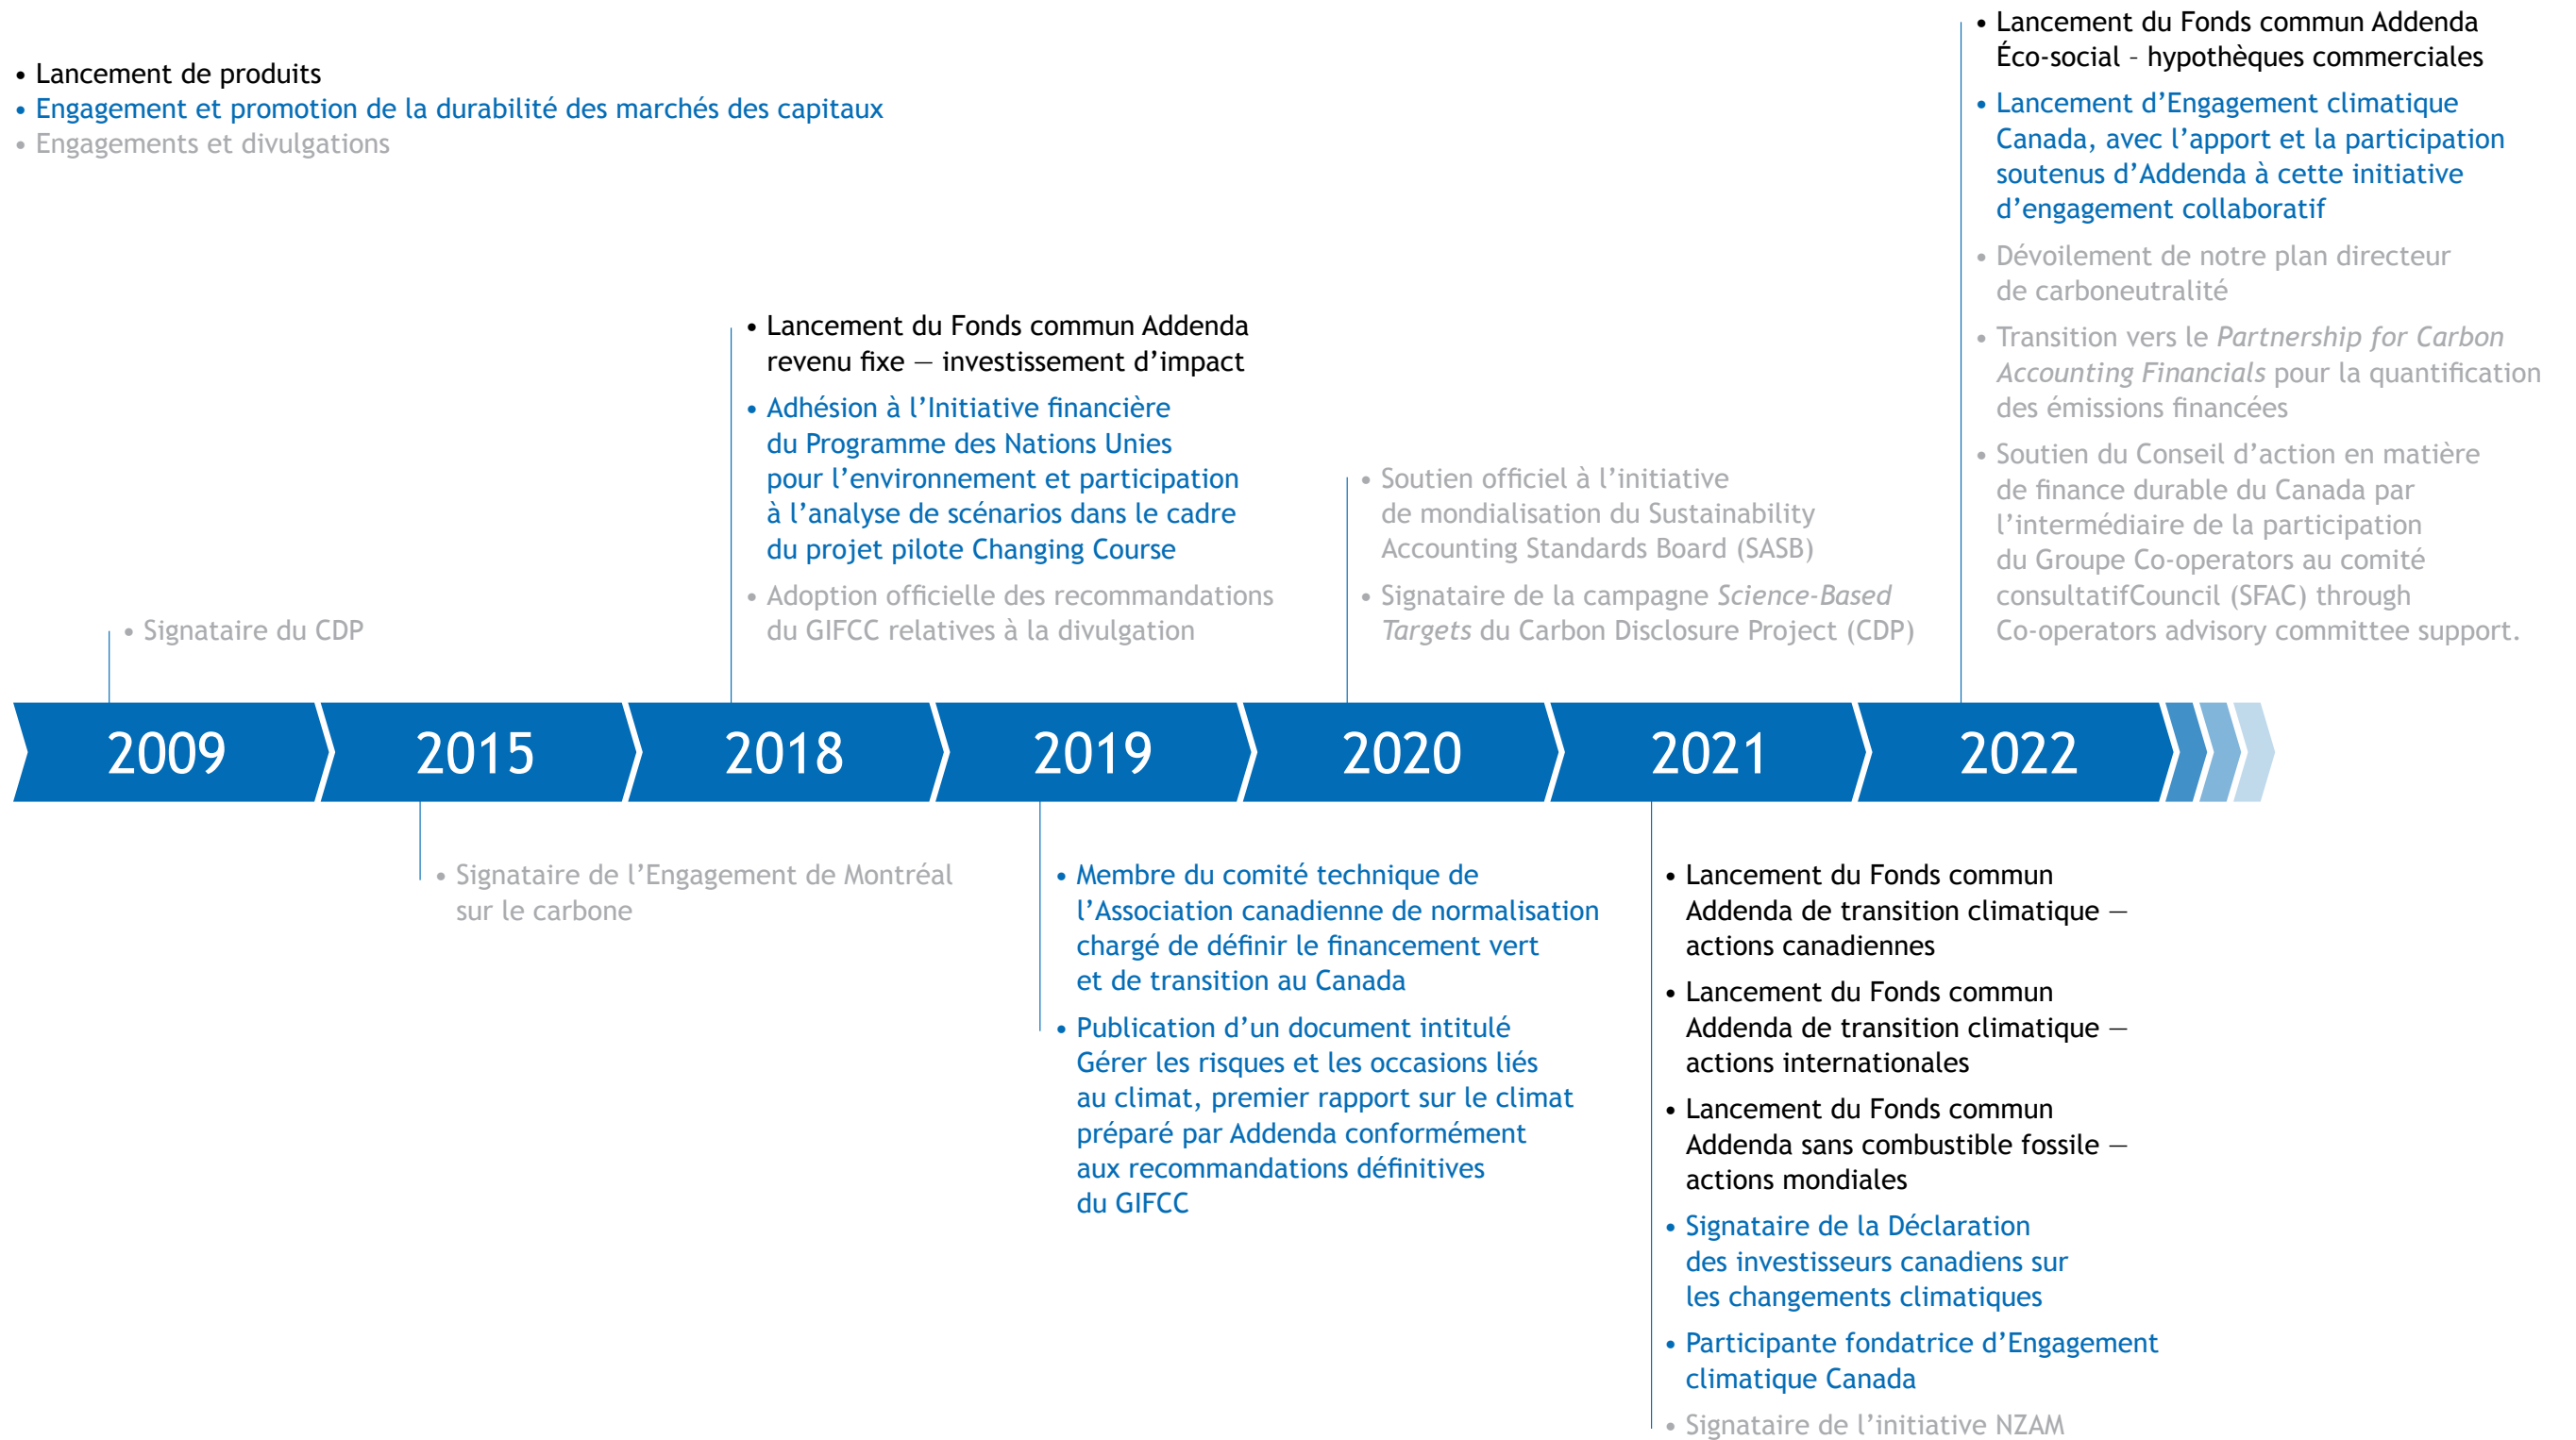 • Lancement de produits
• Engagement et promotion de la durabilité des marchés des capitaux
• Engagements et divulgations
• Signataire du CDP
• Lancement du Fonds commun Addenda
revenu fixe — investissement d’impact
• Adhésion à l’Initiative financière
du Programme des Nations Unies
pour l’environnement et participation
à l’analyse de scénarios dans le cadre
du projet pilote Changing Course
• Adoption officielle des recommandations
du GIFCC relatives à la divulgation
• Soutien officiel à l’initiative
de mondialisation du Sustainability
Accounting Standards Board (SASB)
• Signataire de la campagne Science-Based
Targets du Carbon Disclosure Project (CDP)
• Lancement du Fonds commun Addenda
Éco-social – hypothèques commerciales
• Lancement d’Engagement climatique
Canada, avec l’apport et la participation
soutenus d’Addenda à cette initiative
d’engagement collaboratif
• Dévoilement de notre plan directeur
de carboneutralité
• Transition vers le Partnership for Carbon
Accounting Financials pour la quantification
des émissions financées
• Soutien du Conseil d’action en matière
de finance durable du Canada par
l’intermédiaire de la participation
du Groupe Co-operators au comité
consultatifCouncil (SFAC) through
Co-operators advisory committee support.
2009
2015
2018
2019
2020
2021
2022
• Signataire de l’Engagement de Montréal
sur le carbone
• Membre du comité technique de
l’Association canadienne de normalisation
chargé de définir le financement vert
et de transition au Canada
• Publication d’un document intitulé
Gérer les risques et les occasions liés
au climat, premier rapport sur le climat
préparé par Addenda conformément
aux recommandations définitives
du GIFCC
• Lancement du Fonds commun
Addenda de transition climatique —
actions canadiennes
• Lancement du Fonds commun
Addenda de transition climatique —
actions internationales
• Lancement du Fonds commun
Addenda sans combustible fossile —
actions mondiales
• Signataire de la Déclaration
des investisseurs canadiens sur
les changements climatiques
• Participante fondatrice d’Engagement
climatique Canada
• Signataire de l’initiative NZAM